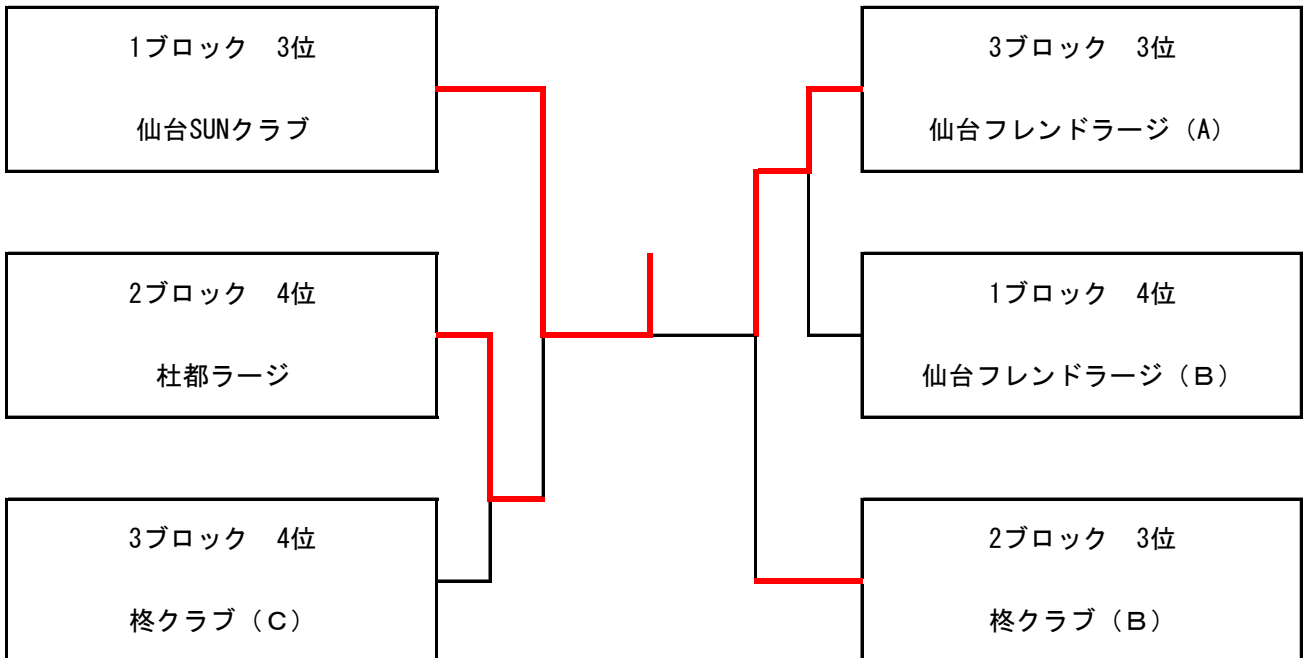 1ブロック　3位
仙台SUNクラブ
2ブロック　4位
杜都ラージ
3ブロック　4位
柊クラブ（C）
3ブロック　3位
仙台フレンドラージ（A）
1ブロック　4位
仙台フレンドラージ（B）
2ブロック　3位
柊クラブ（B）